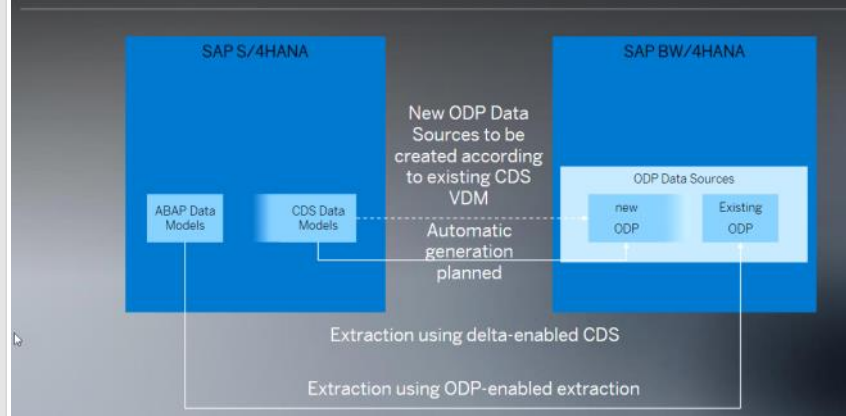 SAP S/4HANA
SAP BW/4HANA
New ODP Data
Sources to be
created according
to existing CDS
VDM
Automatic
generation
planned
ABAP Data
Models
CDS Data
Models
ODP Data Sources
new
ODP
Existing
ODP
Extraction using delta-enabled CDS
Extraction using ODP-enabled extraction